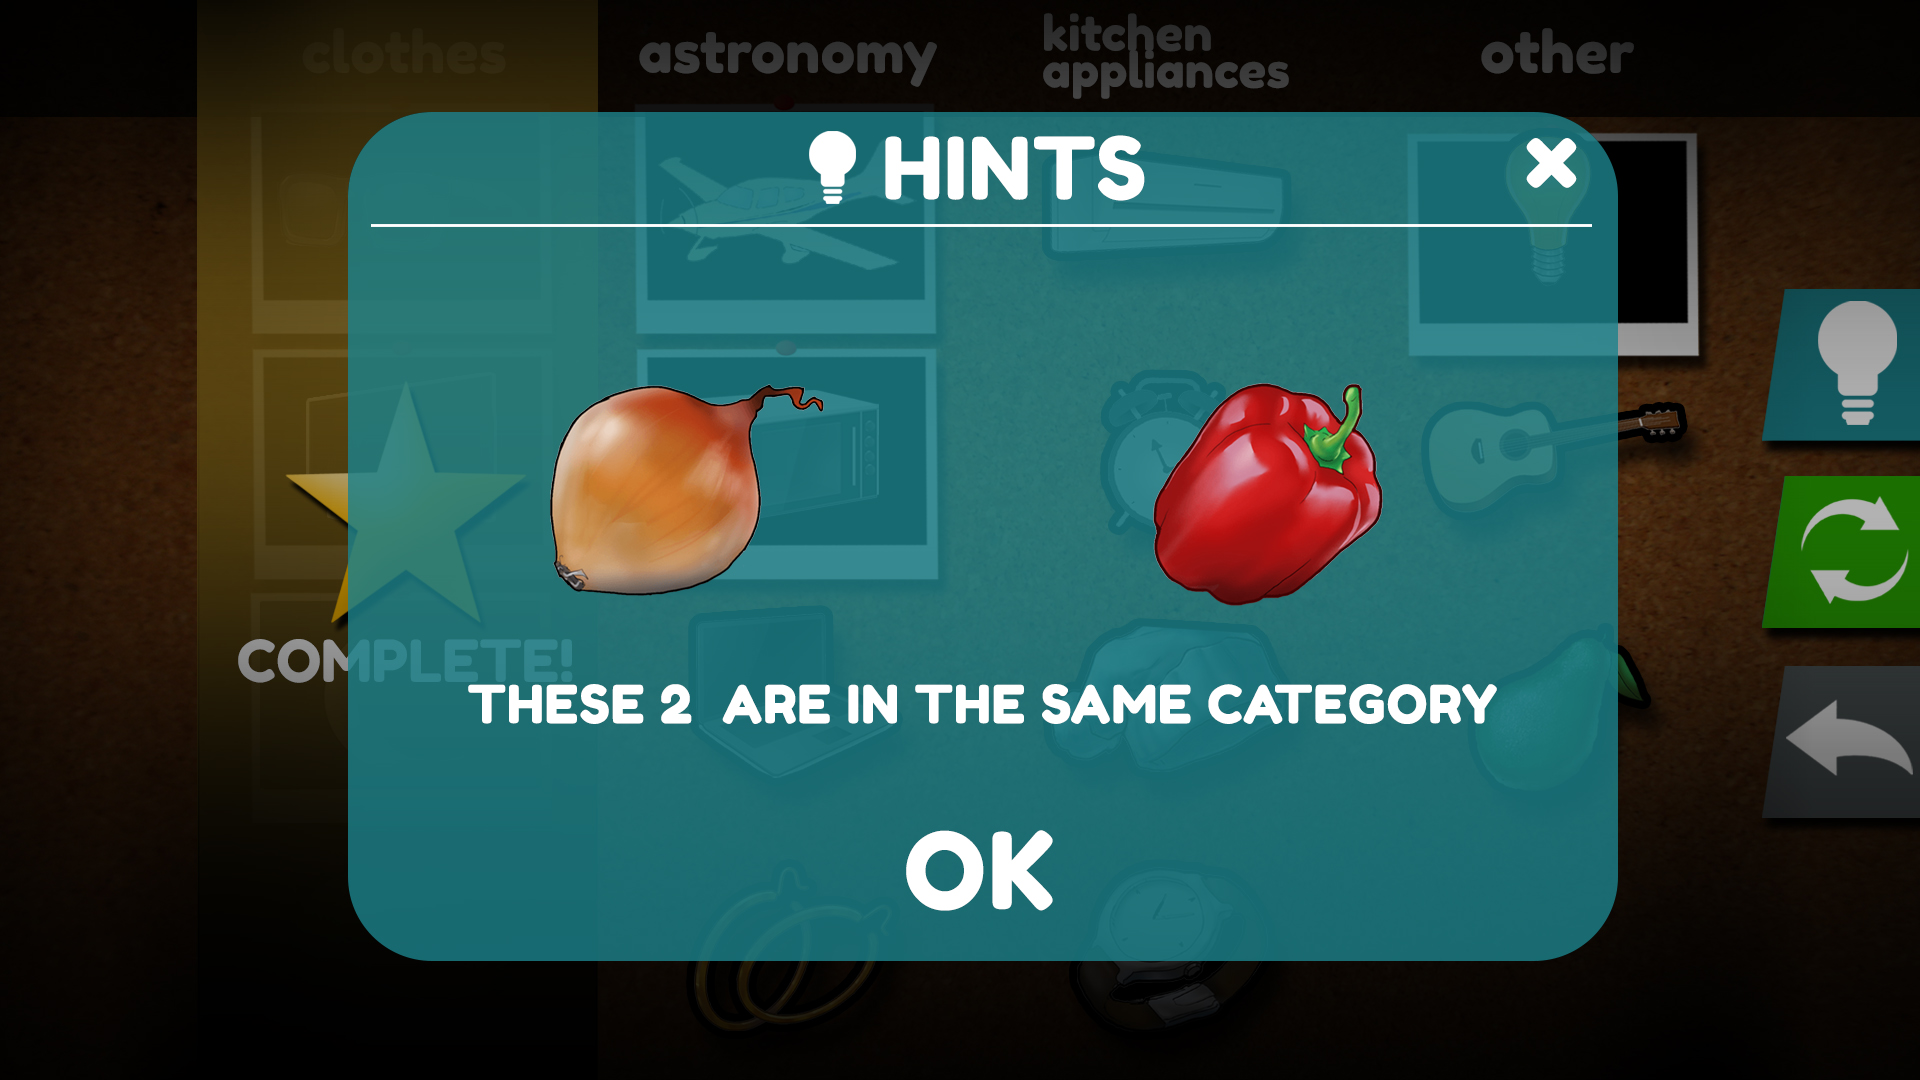 clothes
astronomy
kitchen
appliances
other
HINTS
COMPLETE!
THESE 2 ARE IN THE SAME CATEGORY
OK